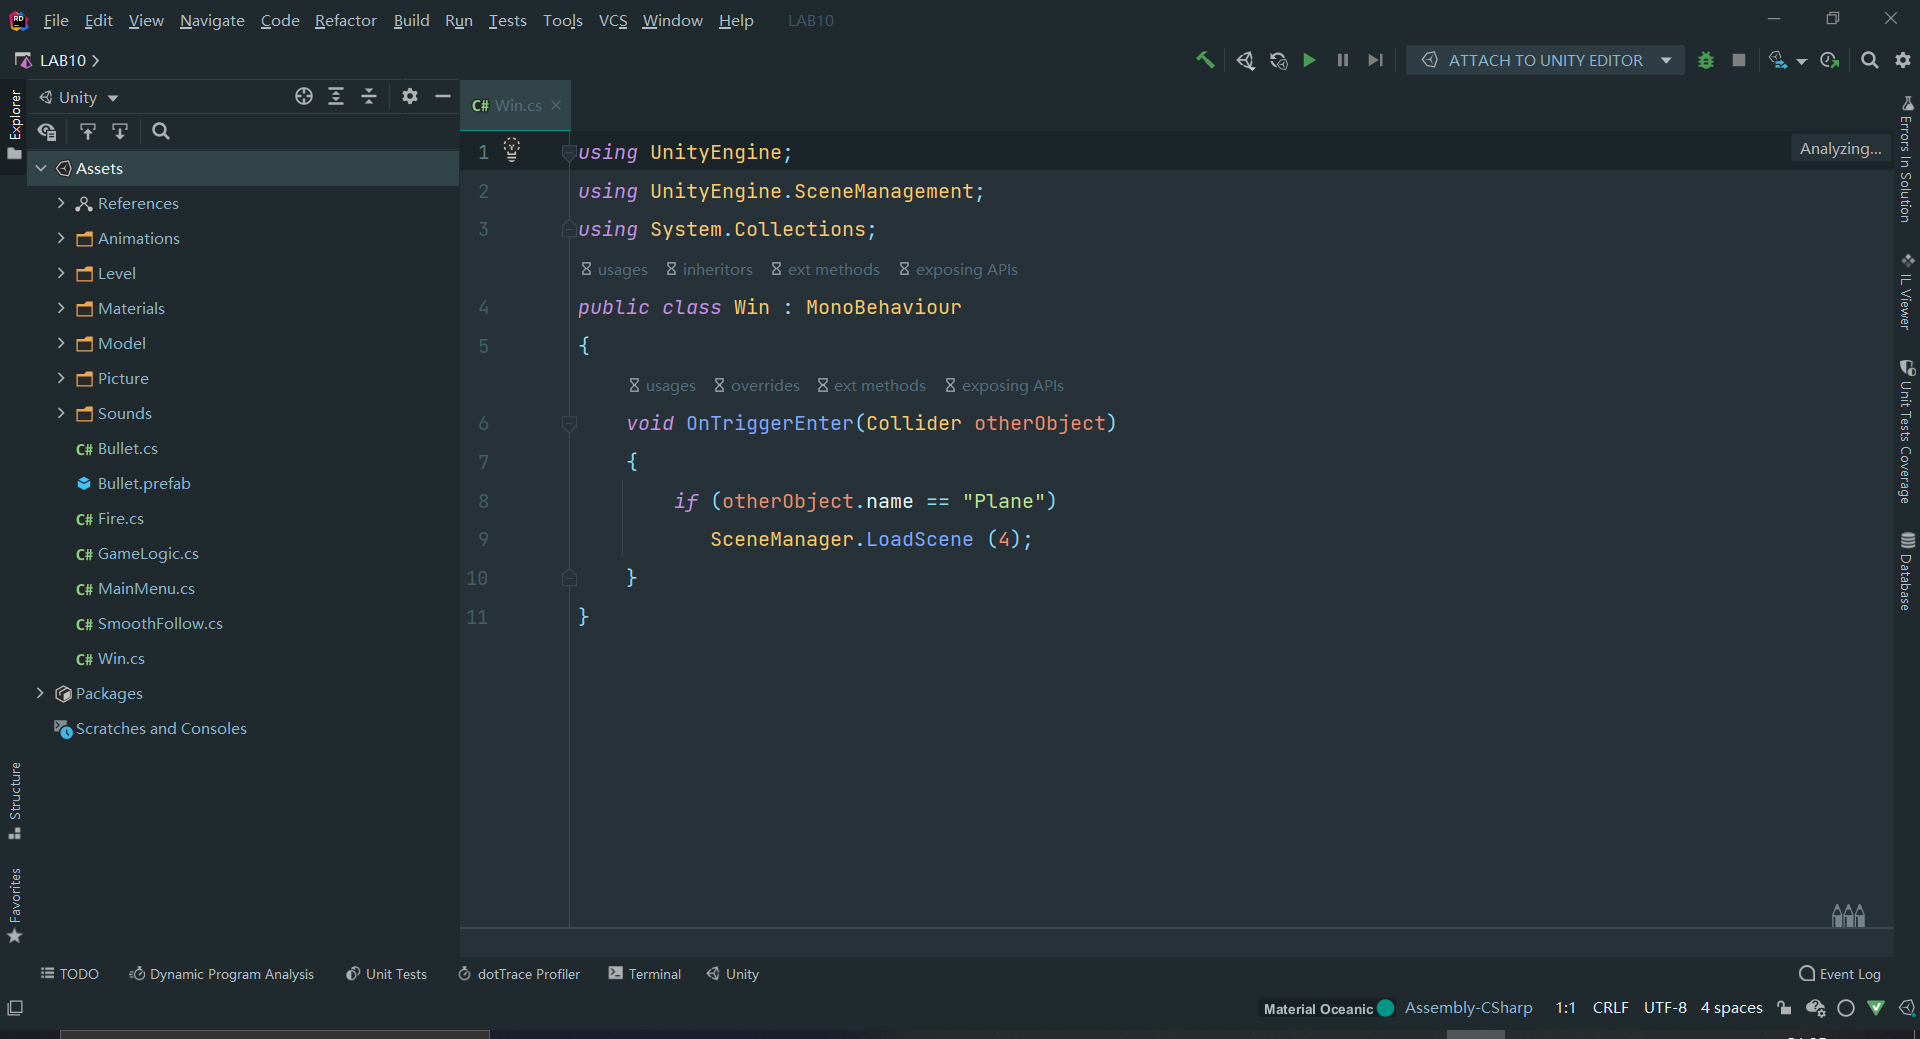 File Edit View Navigate Code Refactor Build Run Tests Tools VCS Window Help LAB10
LAB10
ATTACH TO UNITY EDITOR
Explorer
Unity
C# Win.cs
Assets
References
Animations
Level
Materials
Model
Picture
Sounds
C# Bullet.cs
Bullet.prefab
C# Fire.cs
C# GameLogic.cs
C# MainMenu.cs
C# SmoothFollow.cs
C# Win.cs
Packages
Scratches and Consoles
Structure
Favorites
1 using UnityEngine;
2 using UnityEngine.SceneManagement;
3 using System.Collections;
usages inheritors ext methods exposing APIs
4 public class Win : MonoBehaviour
5 {
usages overrides ext methods exposing APIs
6 void OnTriggerEnter(Collider otherObject)
7 {
8 if (otherObject.name == "Plane")
9 SceneManager.LoadScene (4);
10 }
11 }
Analyzing...
Errors In Solution
IL Viewer
Unit Tests Coverage
Database
TODO Dynamic Program Analysis Unit Tests dotTrace Profiler Terminal Unity Event Log
Material Oceanic Assembly-CSharp 1:1 CRLF UTF-8 4 spaces